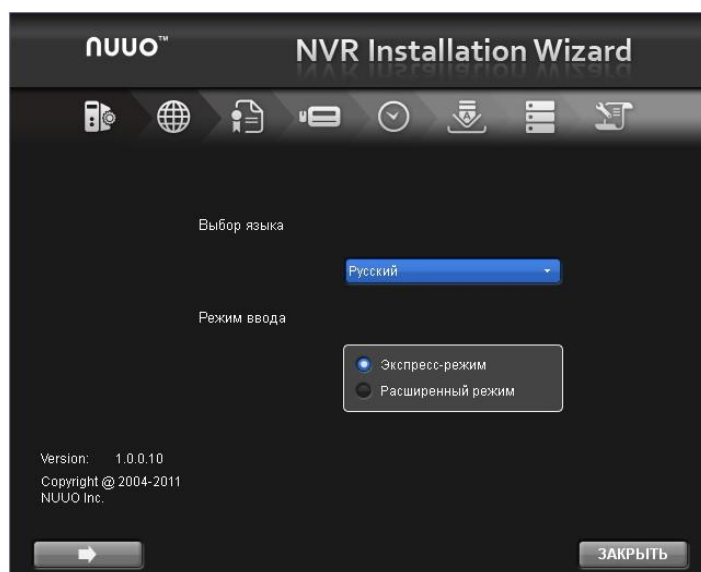 nuuo™
NVR Installation Wizard
Выбор языка
Русский
Режим ввода
Экспресс-режим
Расширенный режим
Version: 1.0.0.10
Copyright @ 2004-2011
NUUO Inc.
ЗАКРЫТЬ